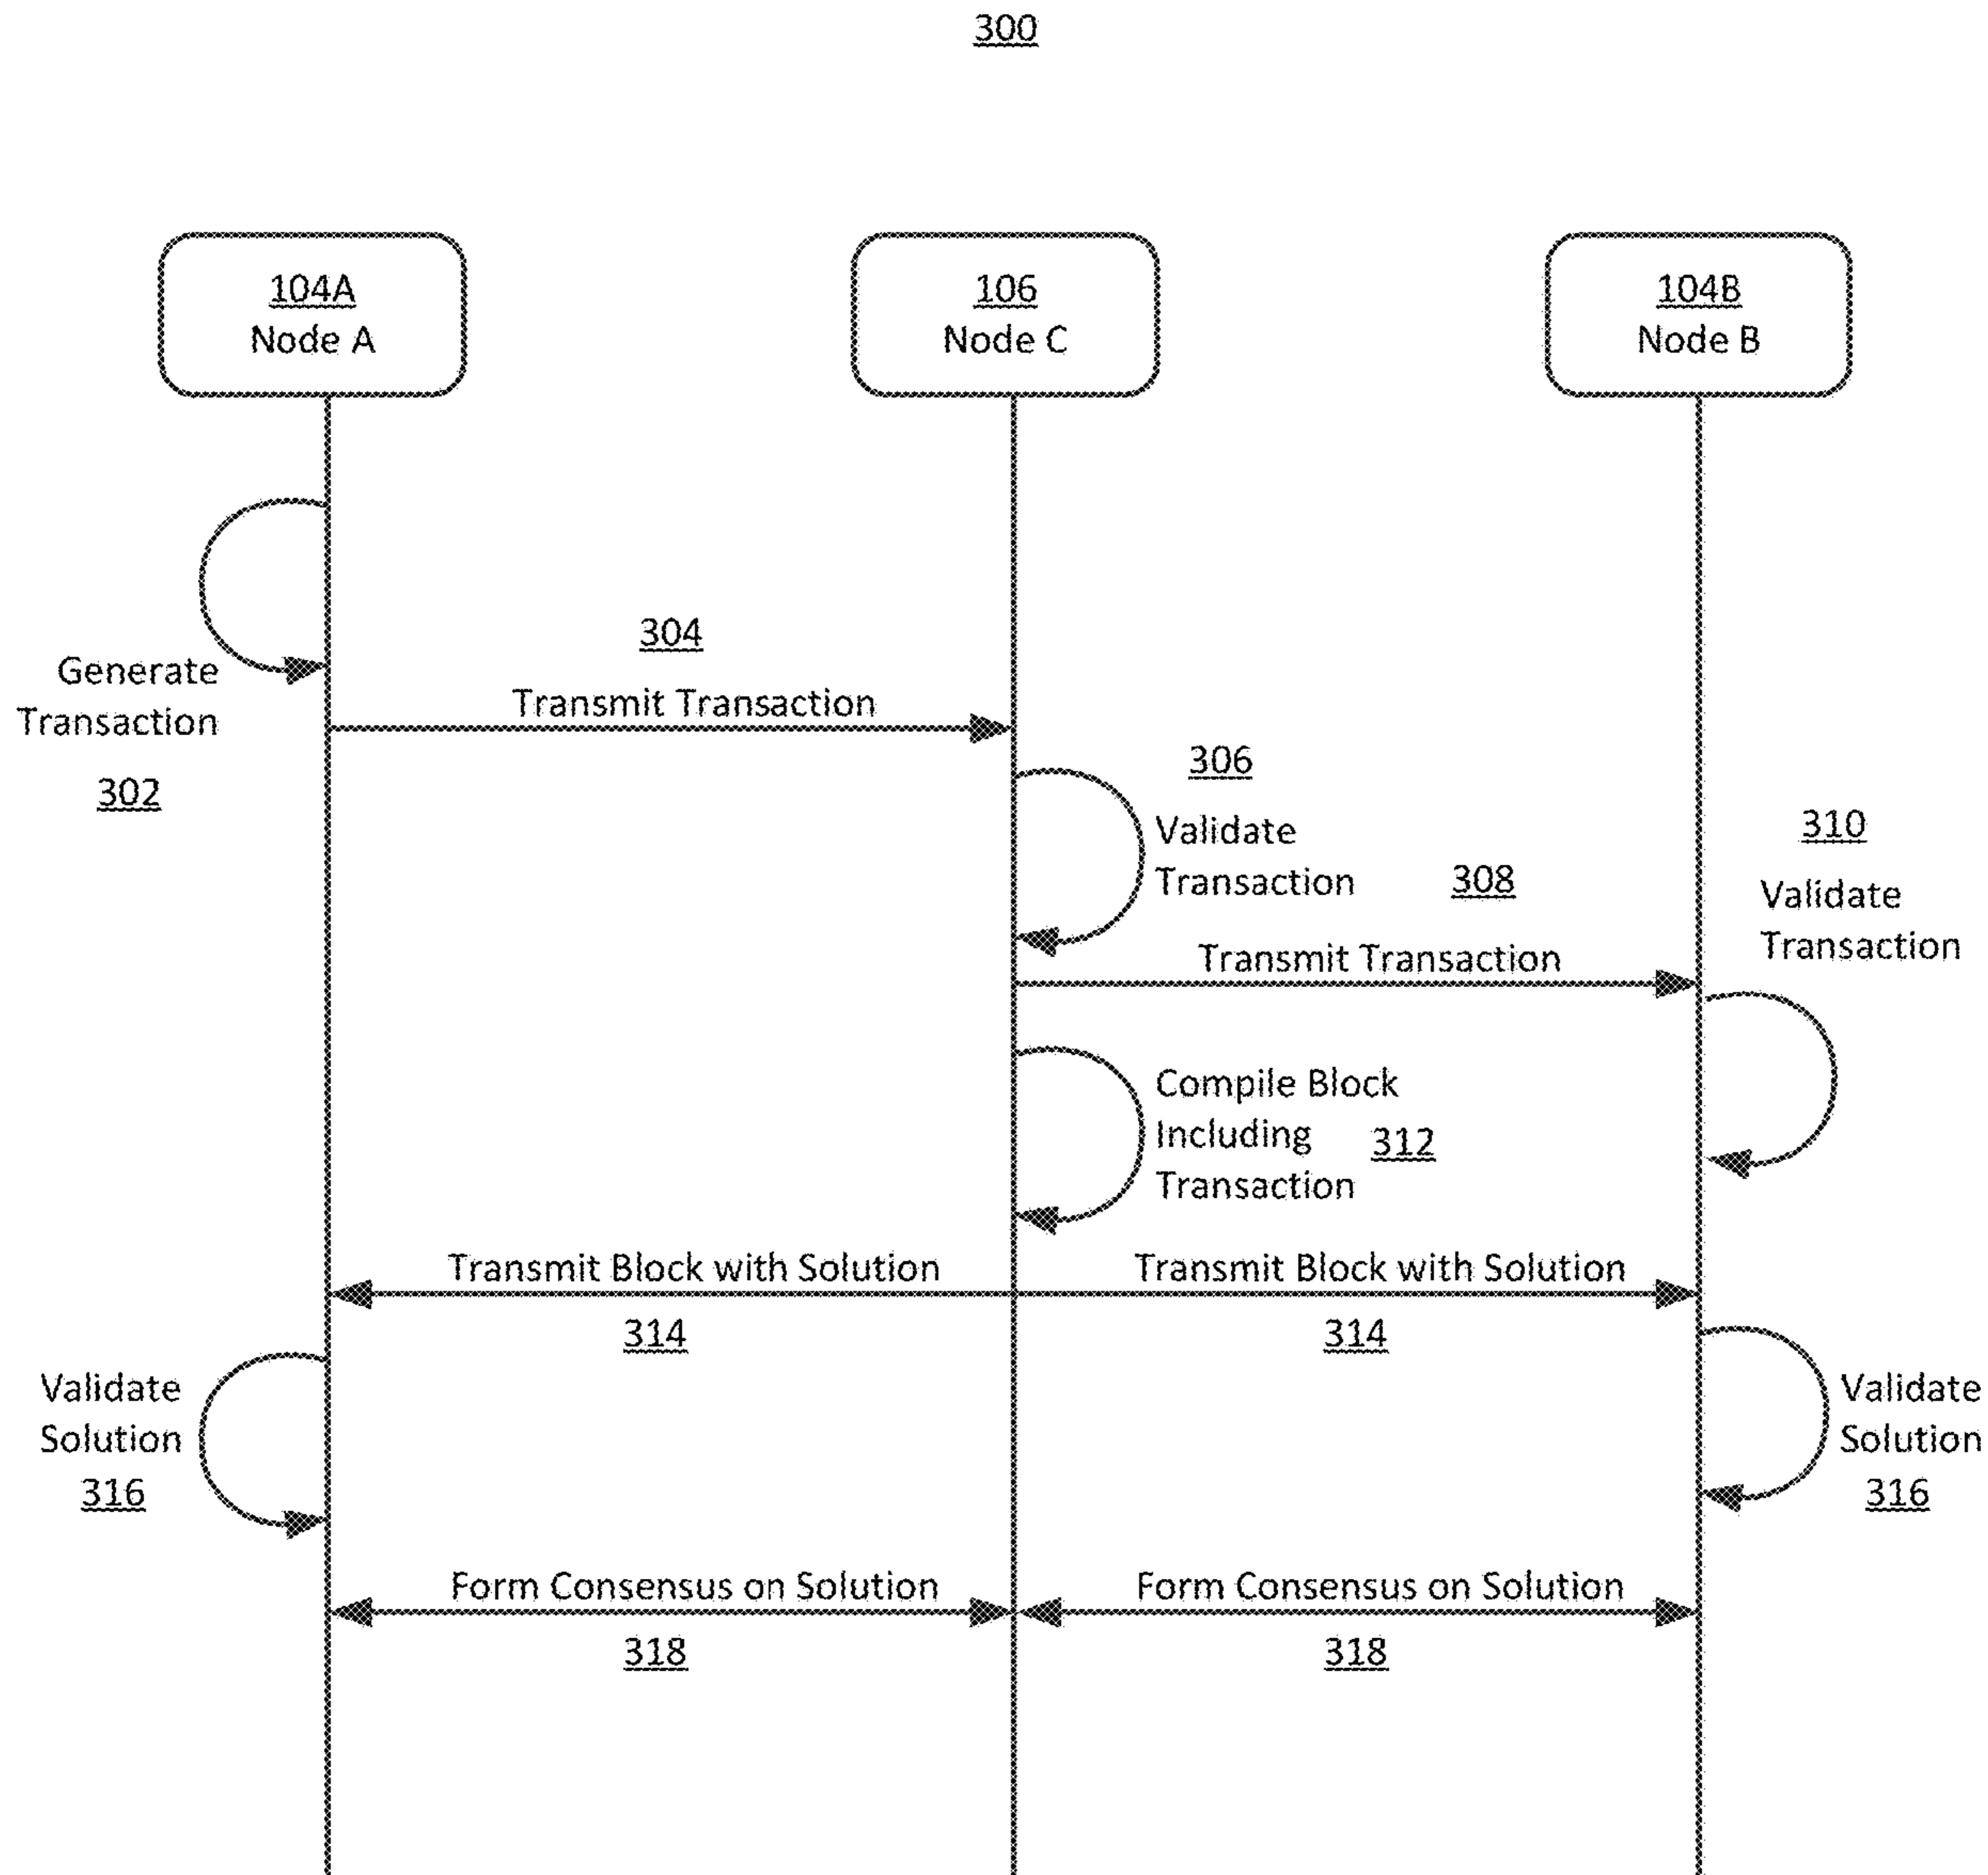 300
104A
Node A
106
Node C
104B
Node B
Generate
Transaction
302
304
Transmit Transaction
306
Validate
Transaction
308
Transmit Transaction
310
Validate
Transaction
Compile Block
Including
312
Transaction
Transmit Block with Solution
314
Transmit Block with Solution
314
Validate
Solution
316
Validate
Solution
316
Form Consensus on Solution
318
Form Consensus on Solution
318